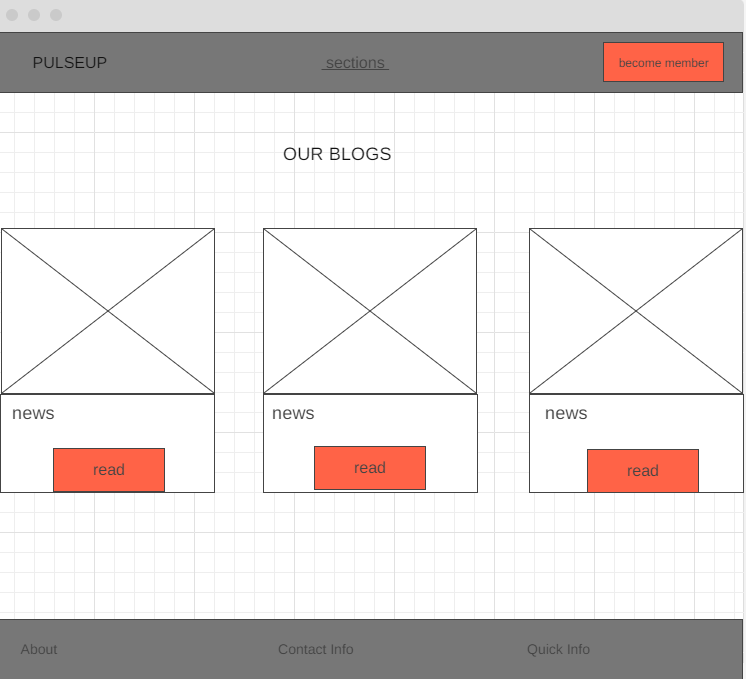 PULSEUP
sections
become member
OUR BLOGS
news
news
news
read
read
read
About
Contact Info
Quick Info